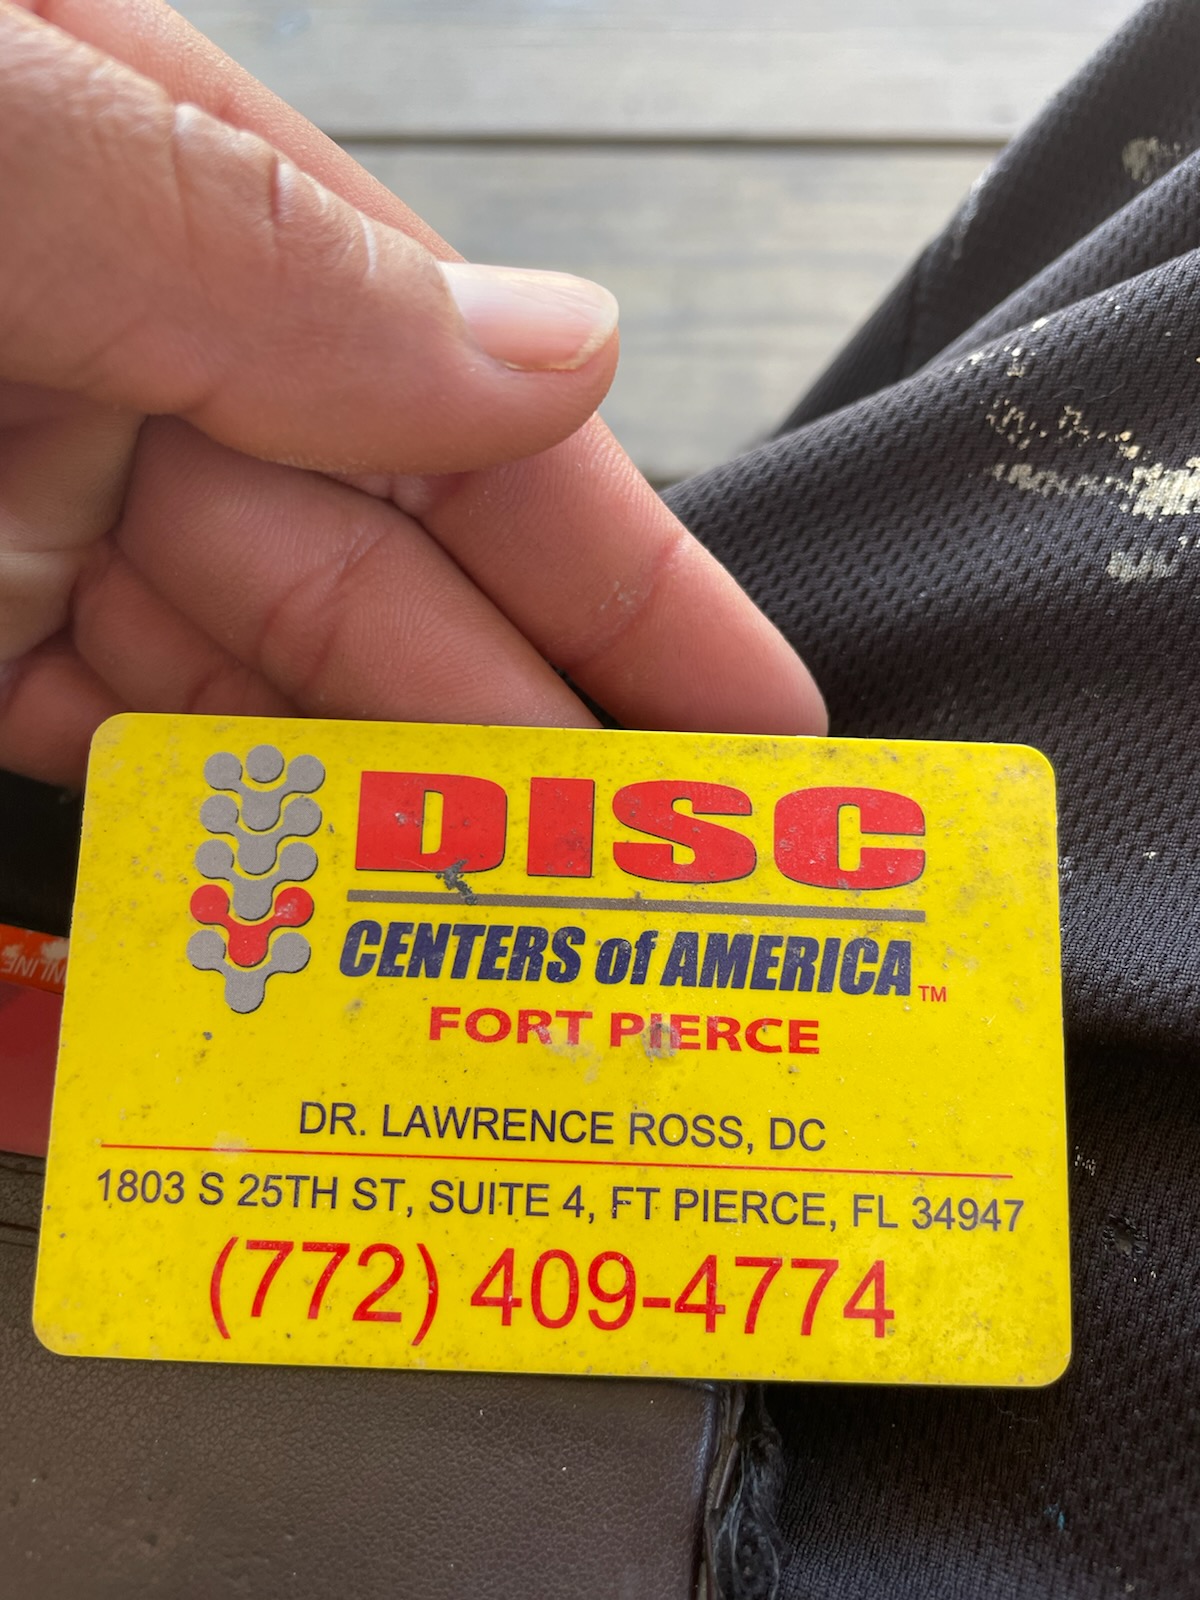 DISC
CENTERS of AMERICA™
FORT PIERCE
DR. LAWRENCE ROSS, DC
1803 S 25TH ST, SUITE 4, FT PIERCE, FL 34947
(772) 409-4774